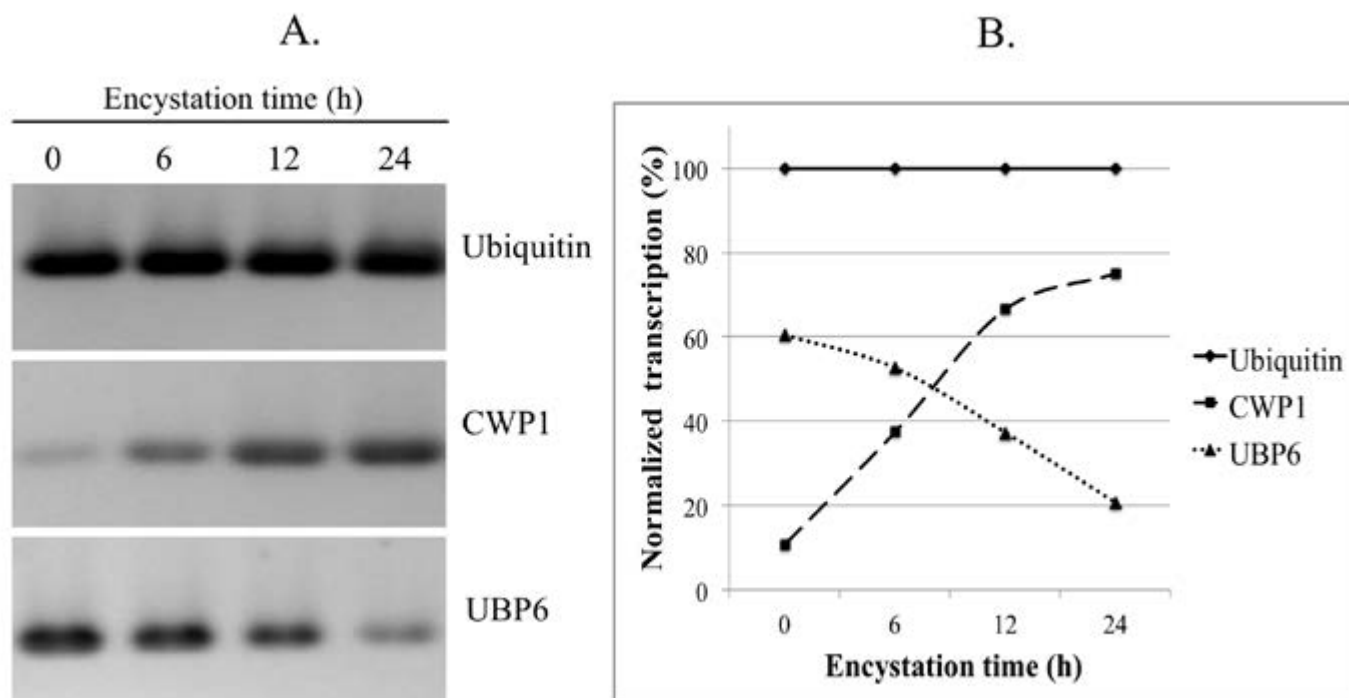 A.
Encystation time (h)
0 6 12 24
Ubiquitin
CWP1
UBP6
B.
Normalized transcription (%)
100
80
60
40
20
0
0 6 12 24
Encystation time (h)
Ubiquitin
CWP1
UBP6